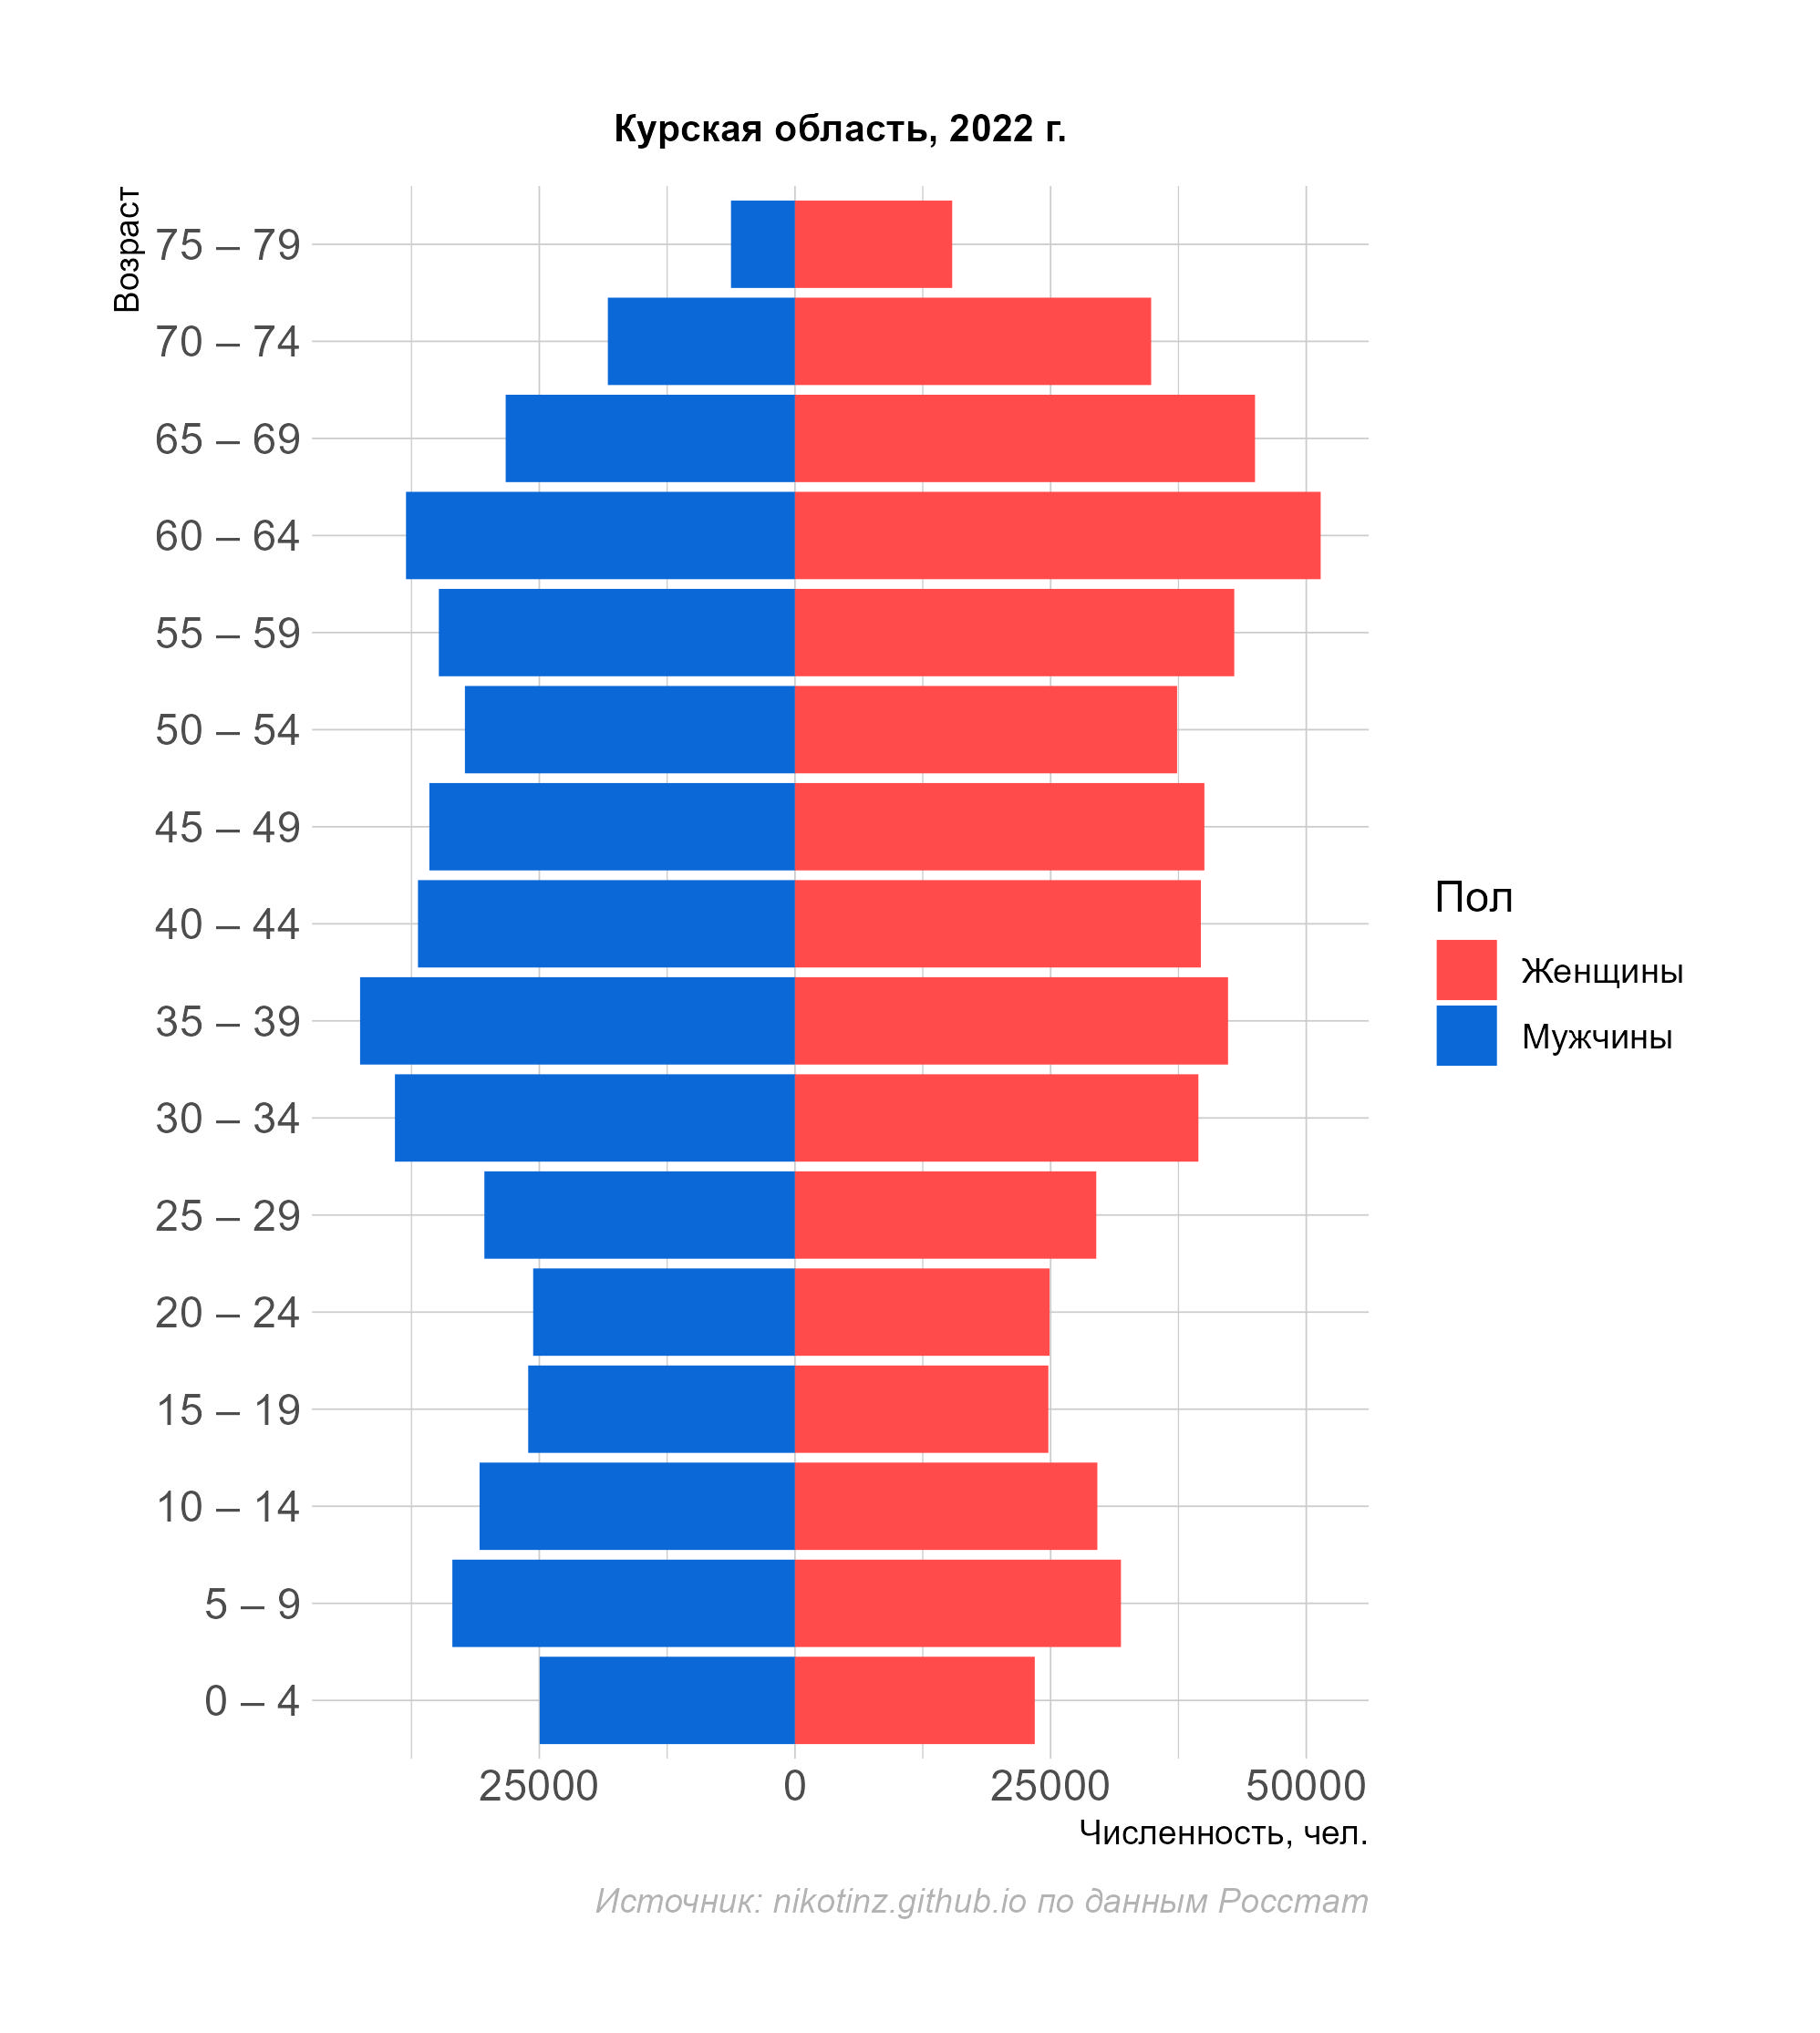 Курская область, 2022 г.
Возраст
75 – 79
70 – 74
65 – 69
60 – 64
55 – 59
50 – 54
45 – 49
40 – 44
35 – 39
30 – 34
25 – 29
20 – 24
15 – 19
10 – 14
5 – 9
0 – 4
25000 0 25000 50000
Численность, чел.
Пол
Женщины
Мужчины
Источник: nikotinz.github.io по данным Росстат